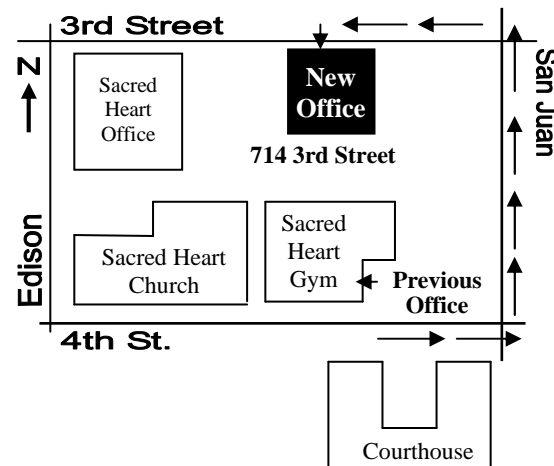 3rd Street
Z
Sacred
Heart
Office
New
Office
San Juan
714 3rd Street
Edison
Sacred Heart
Church
Sacred
Heart
Gym
Previous
Office
4th St.
Courthouse